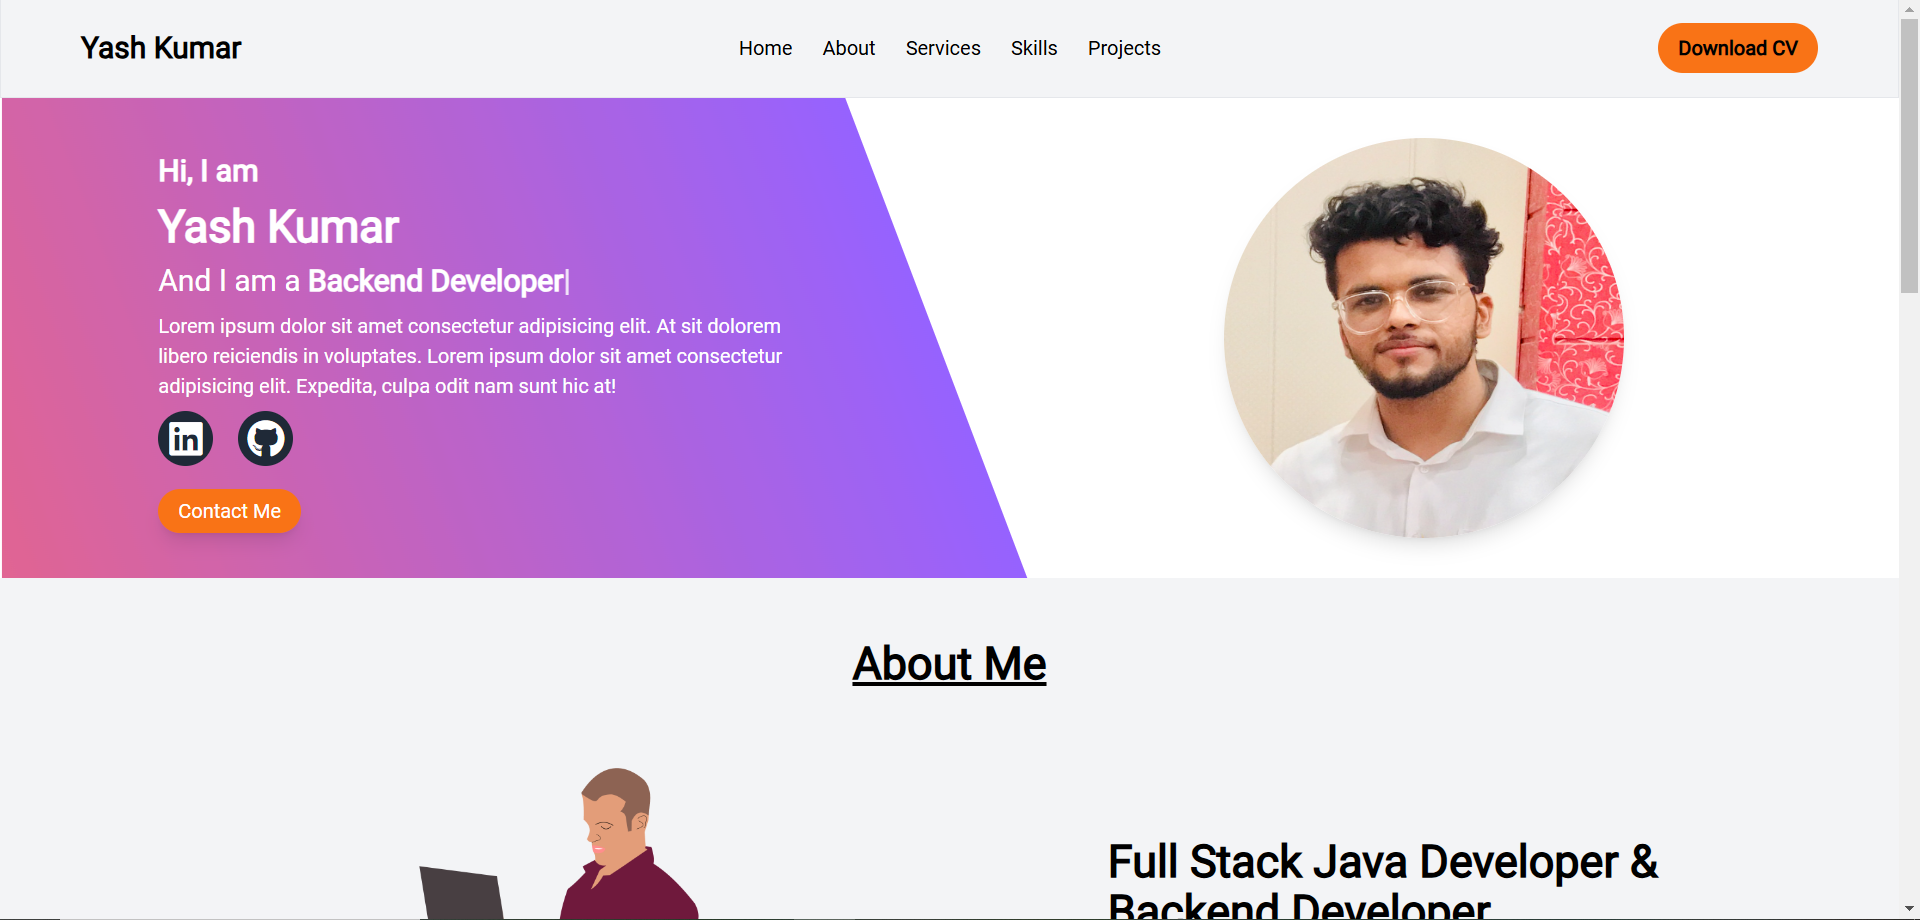 Yash Kumar
Home About Services Skills Projects
Download CV
Hi, I am
Yash Kumar
And I am a Backend Developer|
Lorem ipsum dolor sit amet consectetur adipisicing elit. At sit dolorem
libero reiciendis in voluptates. Lorem ipsum dolor sit amet consectetur
adipisicing elit. Expedita, culpa odit nam sunt hic at!
in
Contact Me
About Me
Full Stack Java Developer &
Backend Developer